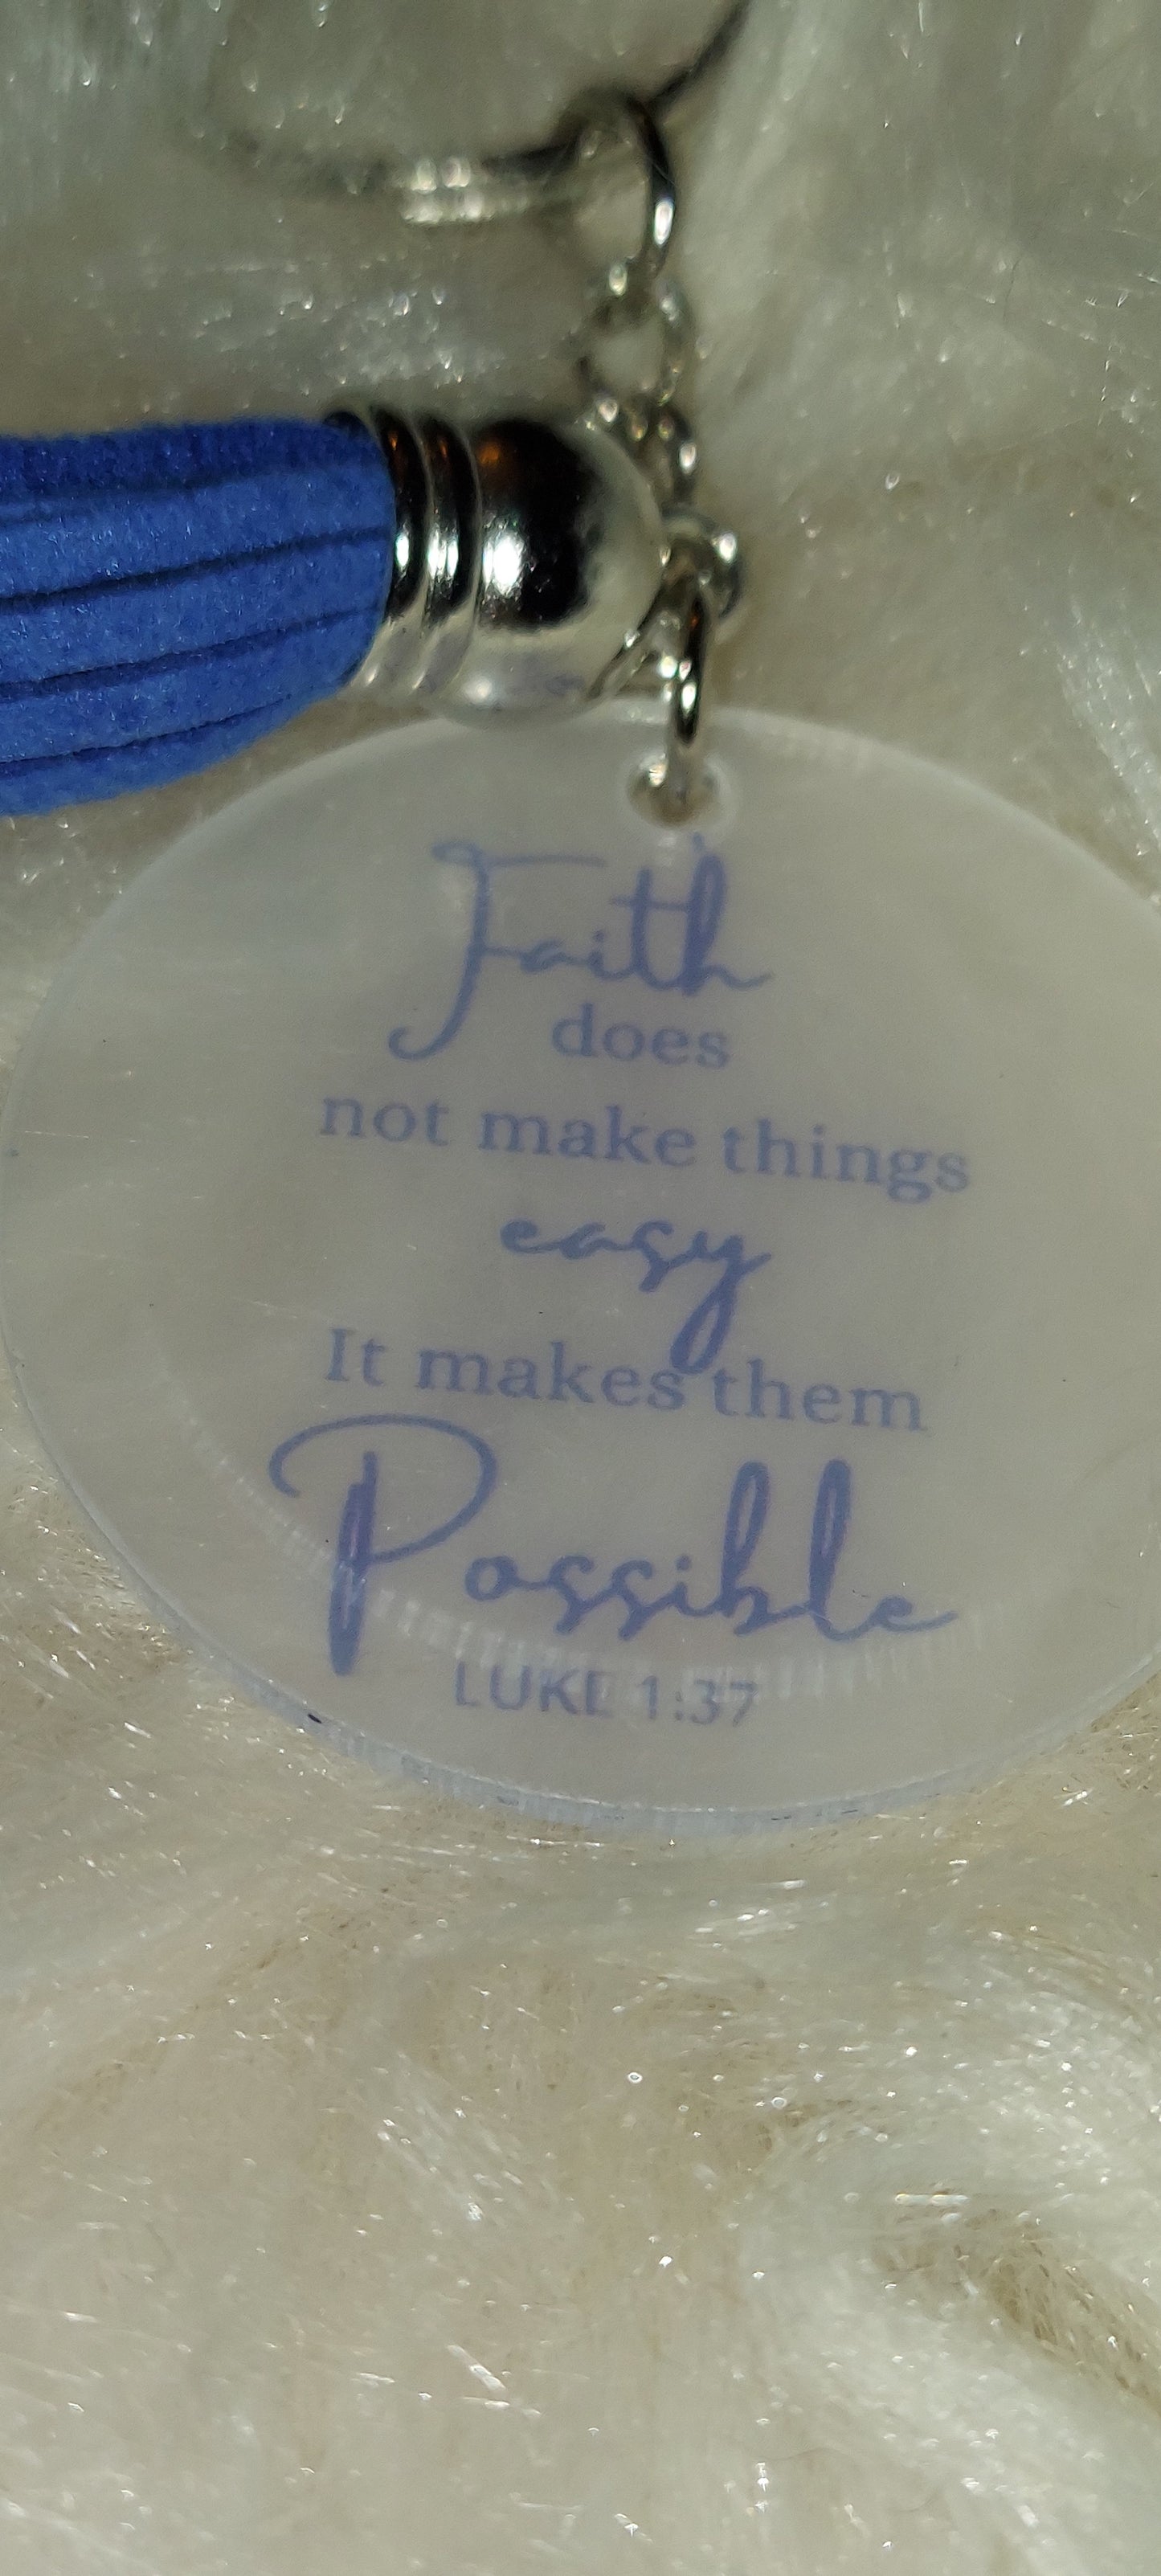 Faith
does
not make things
easy
It makes them
Possible
LUKE 1:37